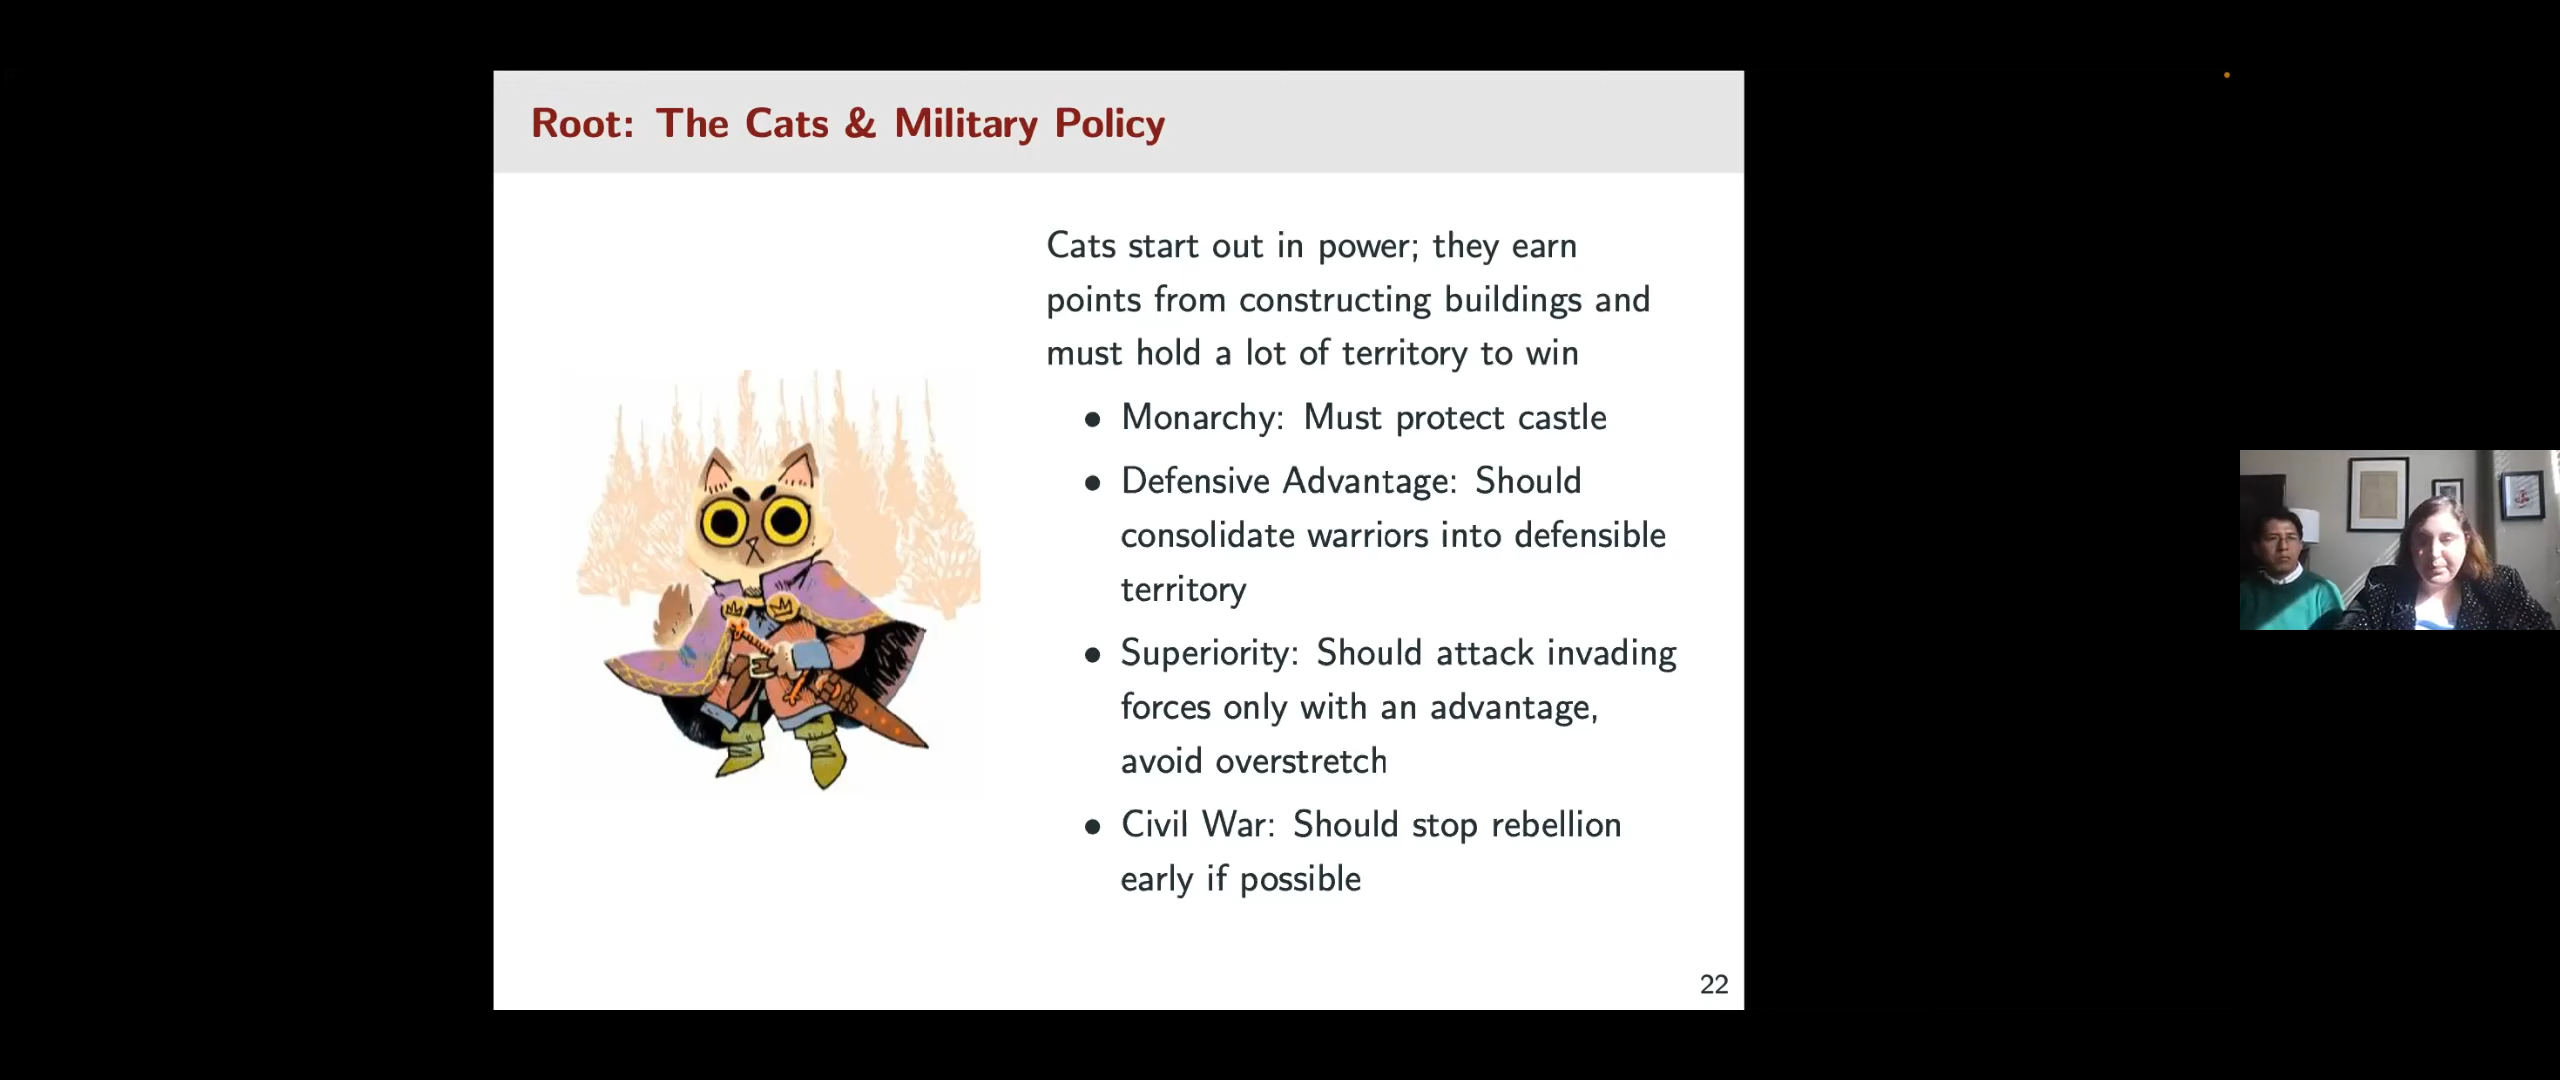 Root: The Cats & Military Policy
Cats start out in power; they earn
points from constructing buildings and
must hold a lot of territory to win
• Monarchy: Must protect castle
• Defensive Advantage: Should
consolidate warriors into defensible
territory
• Superiority: Should attack invading
forces only with an advantage,
avoid overstretch
• Civil War: Should stop rebellion
early if possible
22